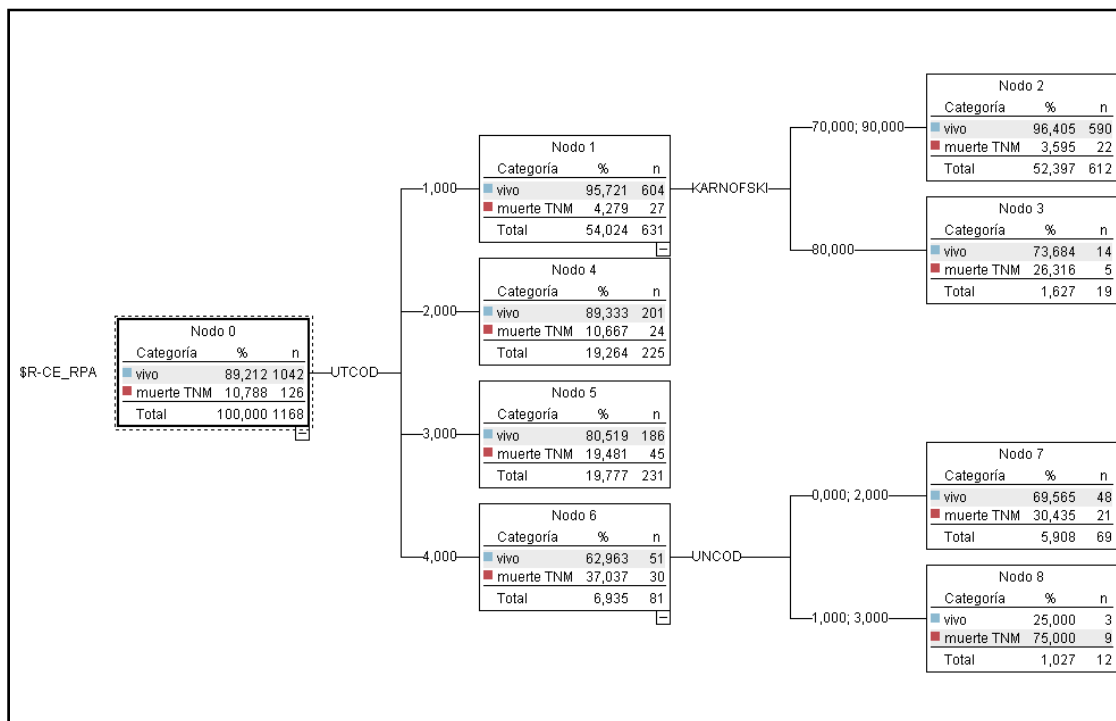 $R-CE_RPA
Nodo 0
Categoría % n
vivo 89,212 1042
muerte TNM 10,788 126
Total 100,000 1168
UTCOD
1,000
Nodo 1
Categoría % n
vivo 95,721 604
muerte TNM 4,279 27
Total 54,024 631
KARNOFSKI
70,000; 90,000
Nodo 2
Categoría % n
vivo 96,405 590
muerte TNM 3,595 22
Total 52,397 612
80,000
Nodo 3
Categoría % n
vivo 73,684 14
muerte TNM 26,316 5
Total 1,627 19
2,000
Nodo 4
Categoría % n
vivo 89,333 201
muerte TNM 10,667 24
Total 19,264 225
3,000
Nodo 5
Categoría % n
vivo 80,519 186
muerte TNM 19,481 45
Total 19,777 231
4,000
Nodo 6
Categoría % n
vivo 62,963 51
muerte TNM 37,037 30
Total 6,935 81
UNCOD
0,000; 2,000
Nodo 7
Categoría % n
vivo 69,565 48
muerte TNM 30,435 21
Total 5,908 69
1,000; 3,000
Nodo 8
Categoría % n
vivo 25,000 3
muerte TNM 75,000 9
Total 1,027 12